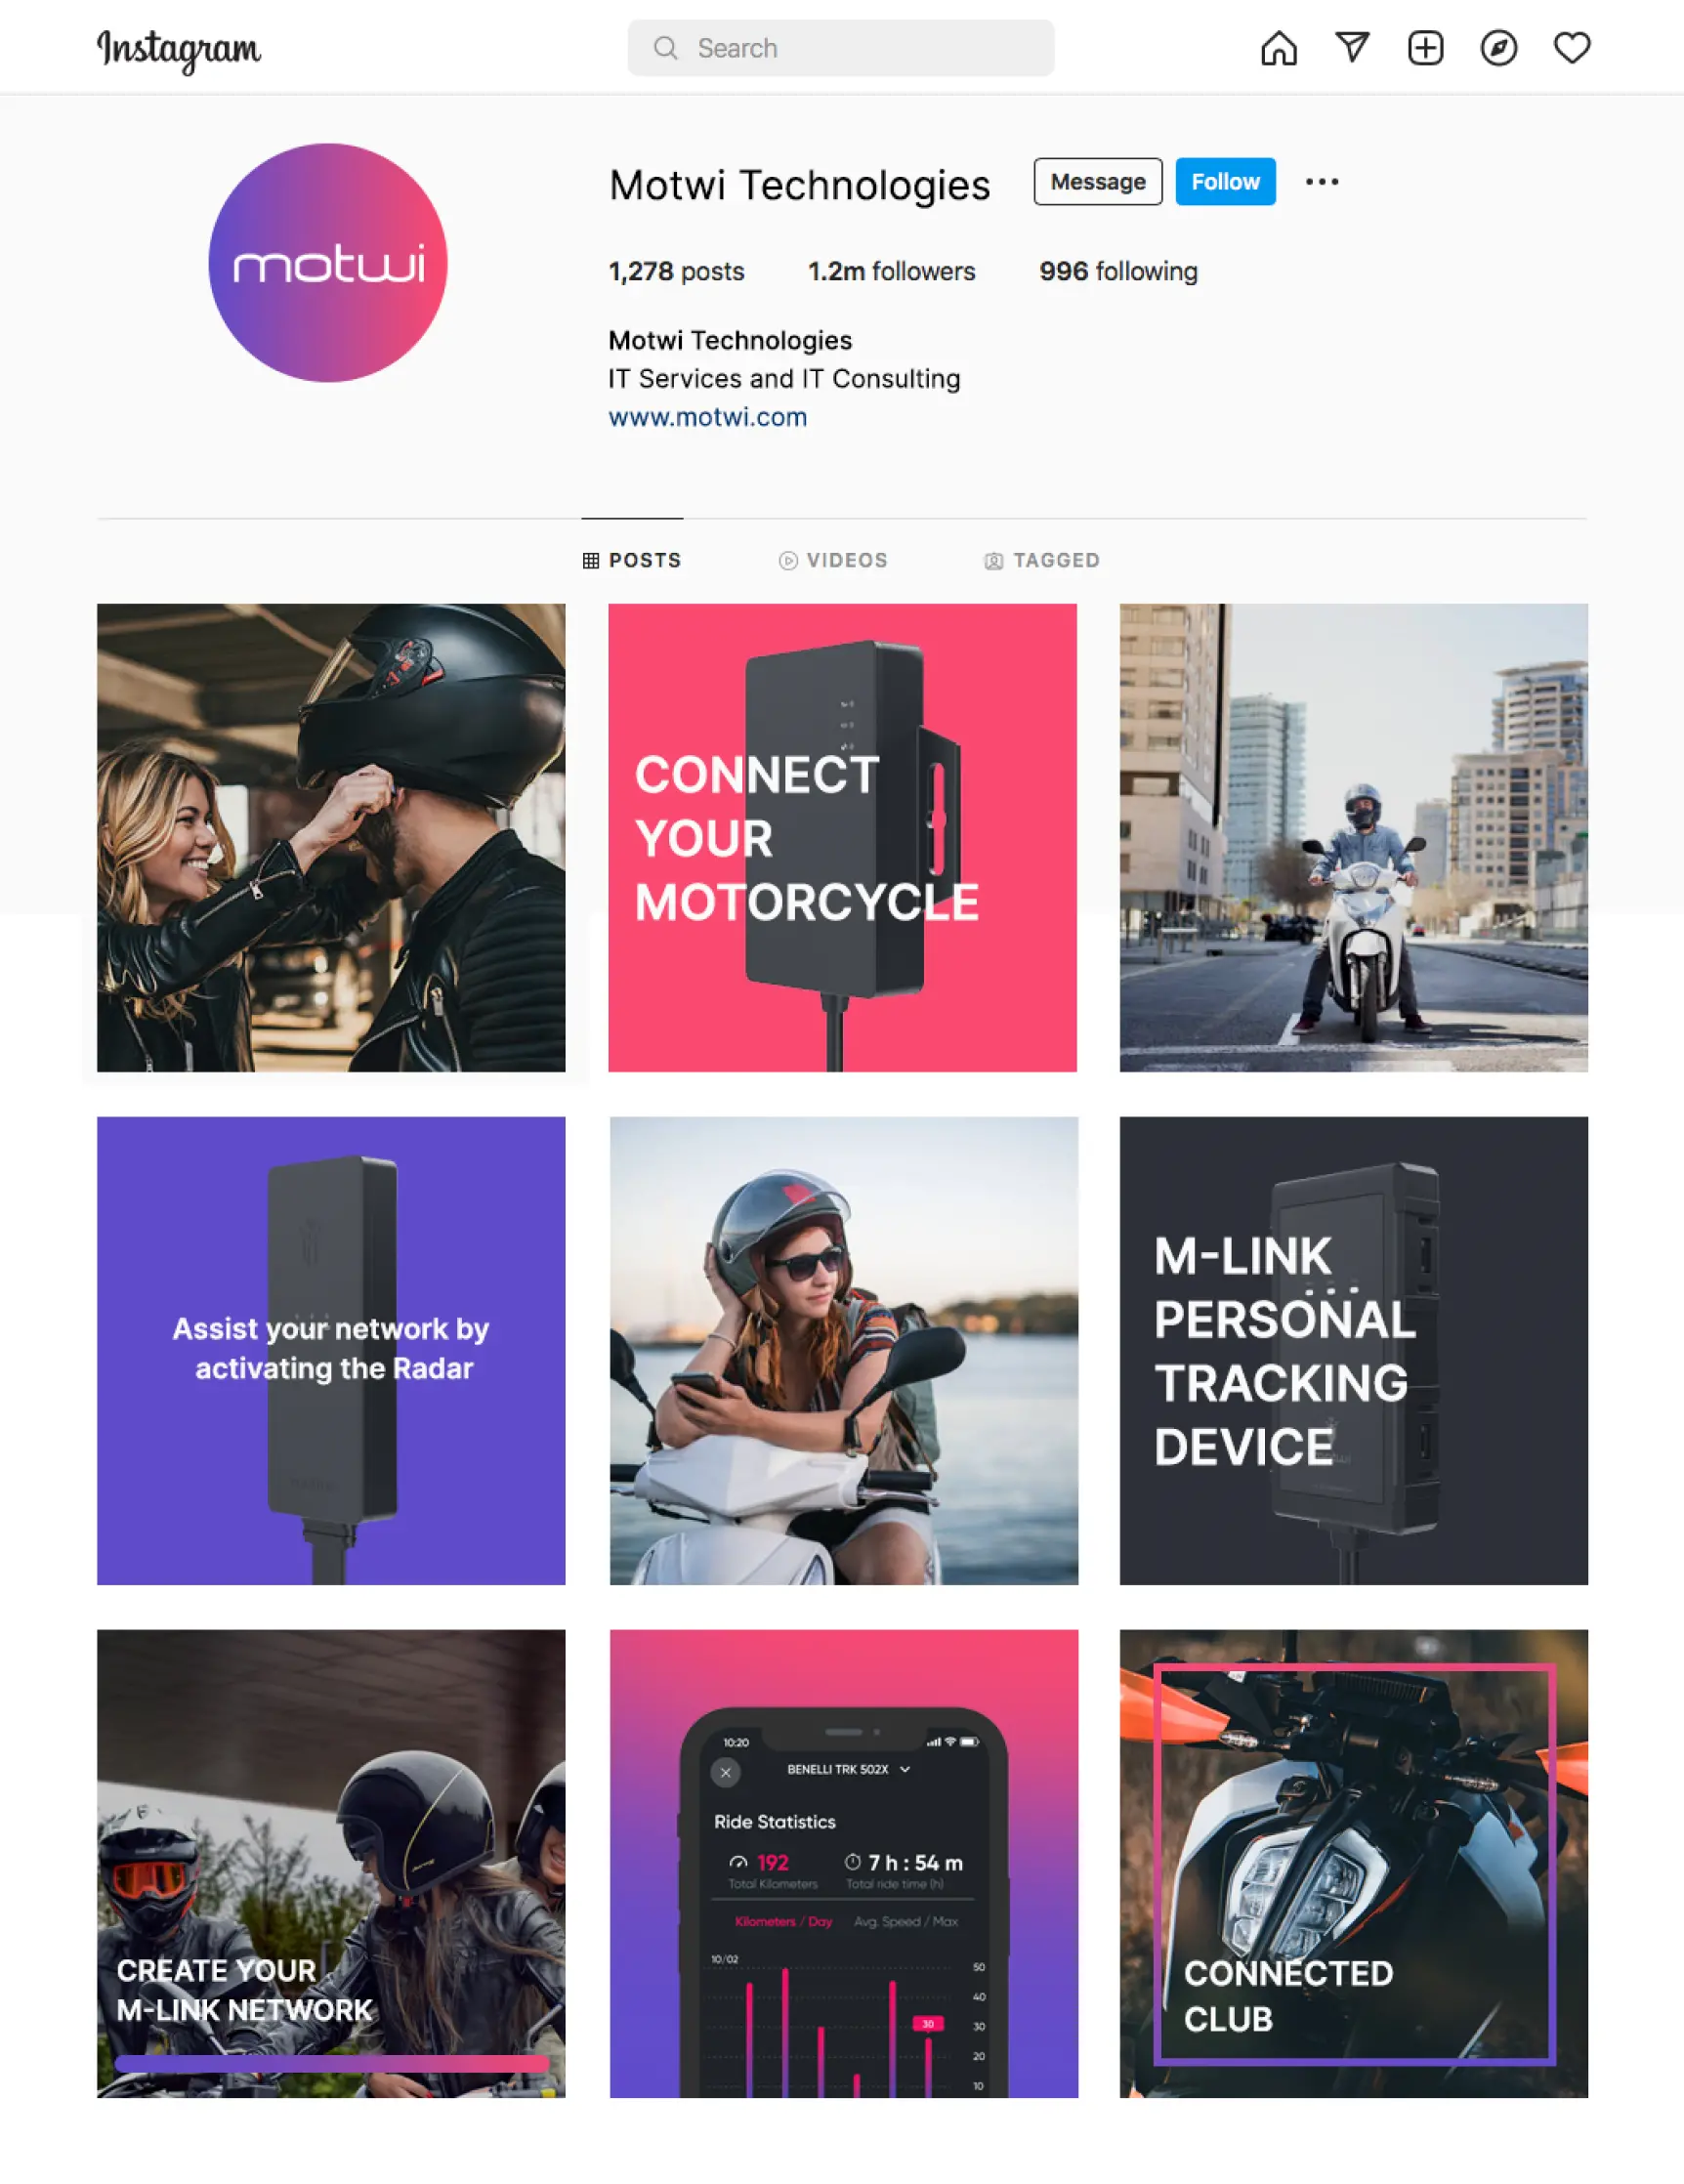 Instagram
Search
motwi
Motwi Technologies
Message
Follow
1,278 posts
1.2m followers
996 following
Motwi Technologies
IT Services and IT Consulting
www.motwi.com
POSTS
VIDEOS
TAGGED
CONNECT
YOUR
MOTORCYCLE
Assist your network by
activating the Radar
M-LINK
PERSONAL
TRACKING
DEVICE
CREATE YOUR
M-LINK NETWORK
10:20
BENELLI TRK 502X
Ride Statistics
192
7 h : 54 m
Total Kilometers
Total ride time (h)
Kilometers / Day
Avg. Speed / Max
10/02
50
40
30
30
20
10
CONNECTED
CLUB